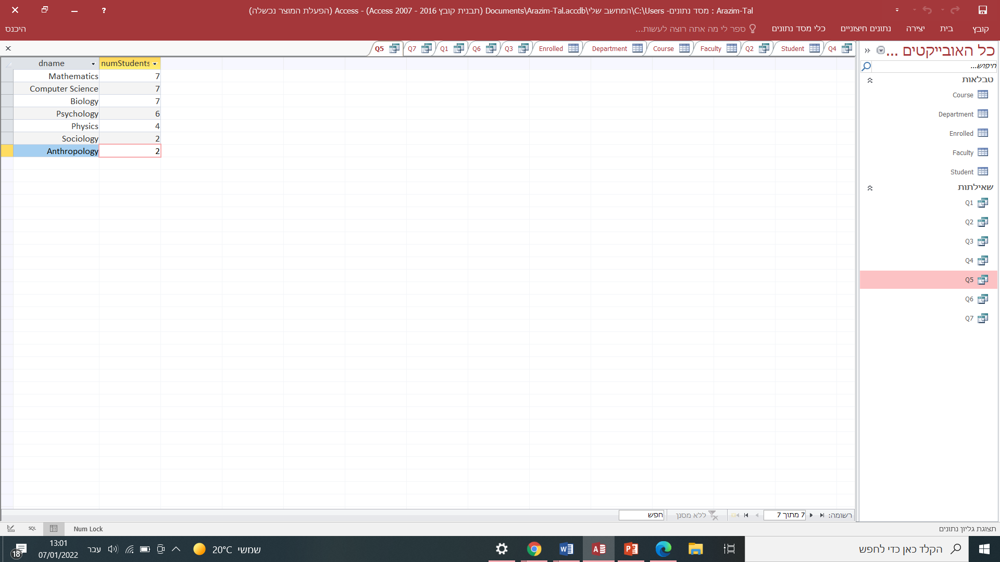 Arazim-Tal : מסד נתונים- C:\Users\המחשב שלי\Documents\Arazim-Tal.accdb (תבנית קובץ Access 2007 - 2016) - Access (הפעלת המוצר נכשלה)
?
קובץ
בית
יצירה
נתונים חיצוניים
כלי מסד נתונים
ספר לי מה אתה רוצה לעשות...
היכנס
כל האובייקטים ...
חיפוש...
טבלאות
Course
Department
Enrolled
Faculty
Student
שאילתות
Q1
Q2
Q3
Q4
Q5
Q6
Q7
Q5 Q7 Q1 Q6 Q3 Enrolled Department Course Faculty Q2 Student Q4
dname numStudents
Mathematics 7
Computer Science 7
Biology 7
Psychology 6
Physics 4
Sociology 2
Anthropology 2
רשומה: 7 מתוך 7 ללא מסנן חפש
תצוגת גליון נתונים
Num Lock
SQL
הקלד כאן כדי לחפש
20°C שמשי
עבר
13:01
07/01/2022
18